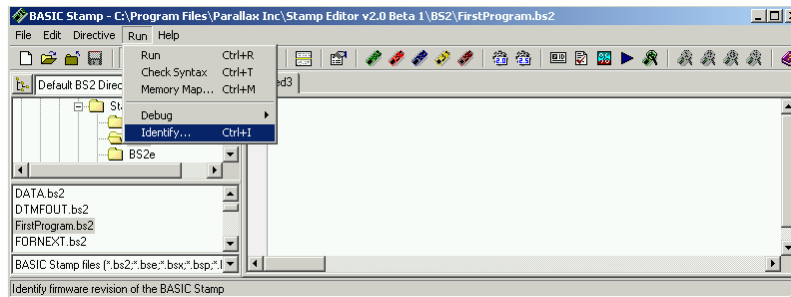 BASIC Stamp - C:\Program Files\Parallax Inc\Stamp Editor v2.0 Beta 1\BS2\FirstProgram.bs2
File Edit Directive Run Help
Run Ctrl+R
Check Syntax Ctrl+T
Memory Map... Ctrl+M
Debug
Identify... Ctrl+I
Default BS2 Direc
ed3
St
BS2e
DATA.bs2
DTMFOUT.bs2
FirstProgram.bs2
FORNEXT.bs2
BASIC Stamp files (*.bs2;*.bse;*.bsx;*.bsp;*.l
Identify firmware revision of the BASIC Stamp